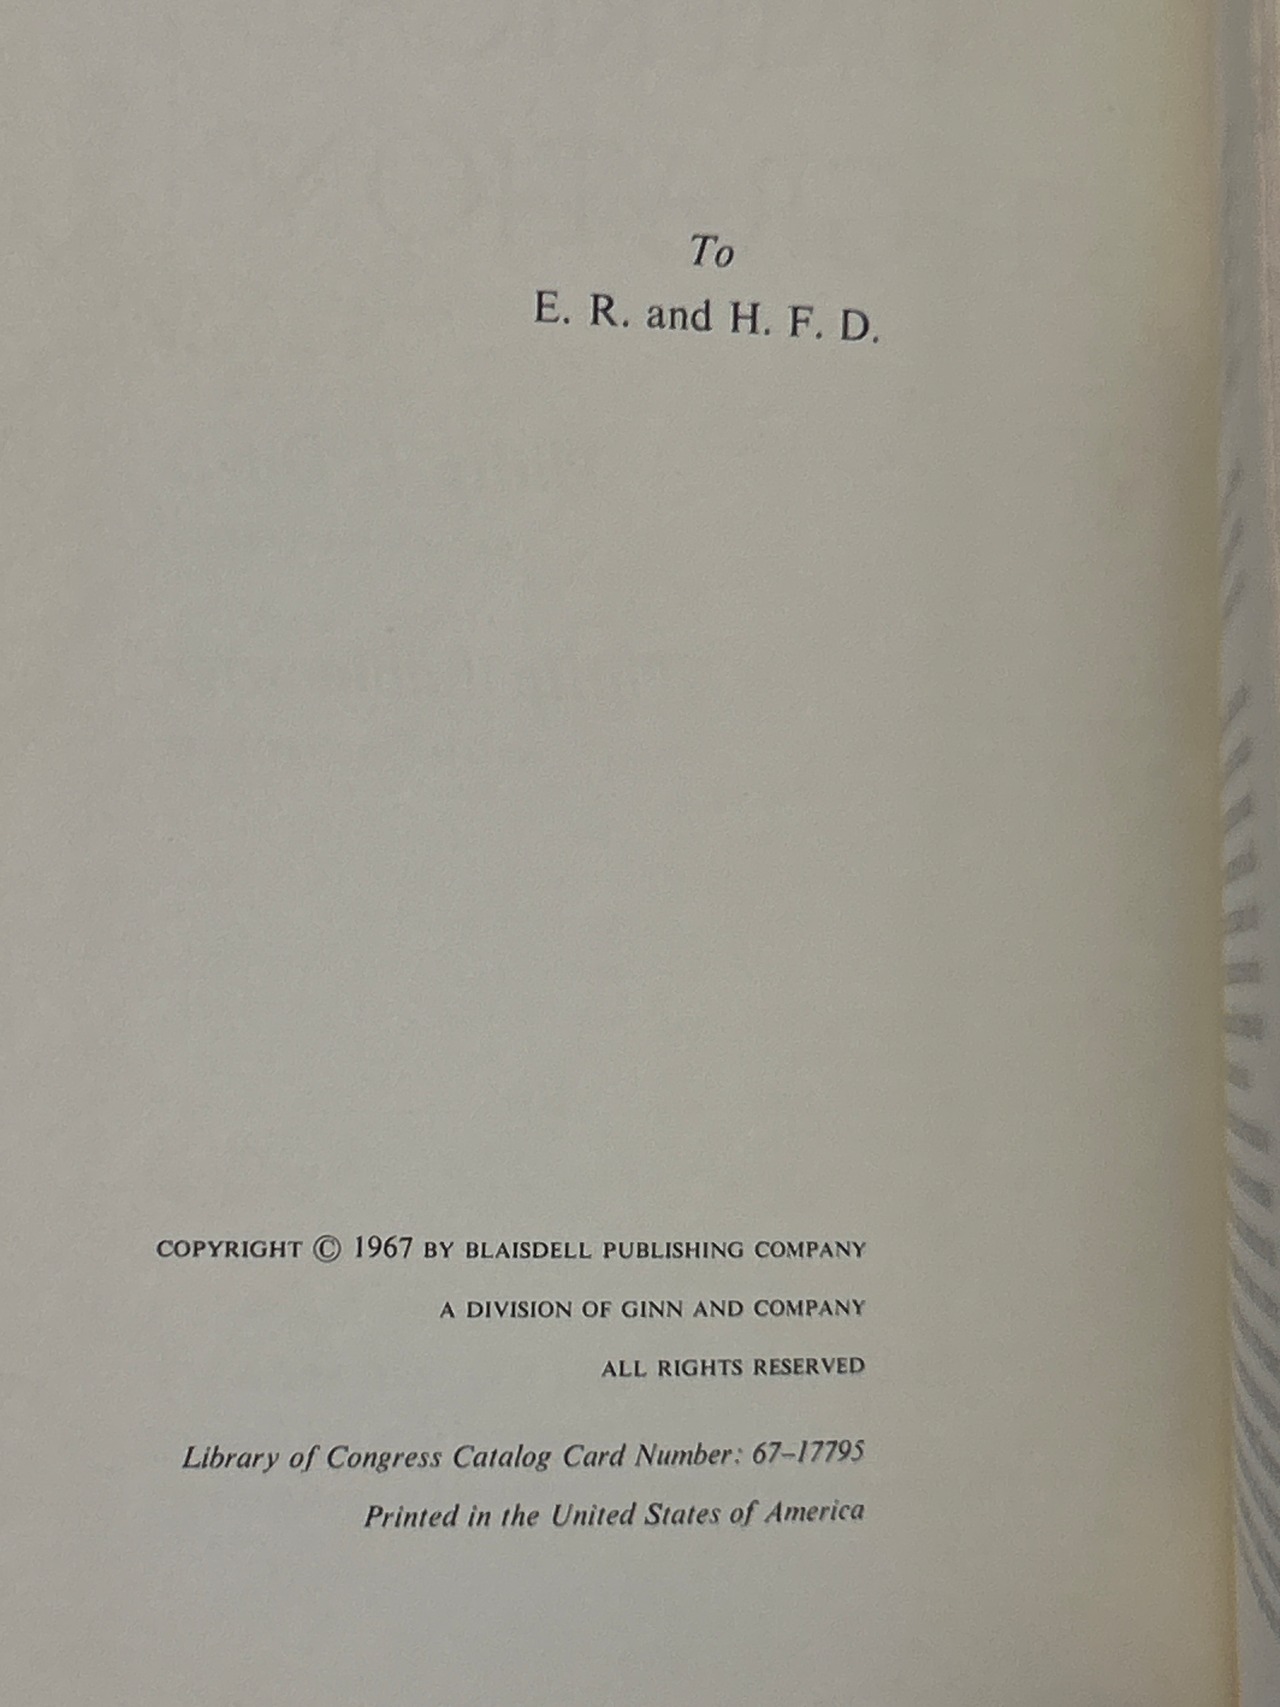 To
E. R. and H. F. D.
COPYRIGHT © 1967 BY BLAISDELL PUBLISHING COMPANY
A DIVISION OF GINN AND COMPANY
ALL RIGHTS RESERVED
Library of Congress Catalog Card Number: 67–17795
Printed in the United States of America